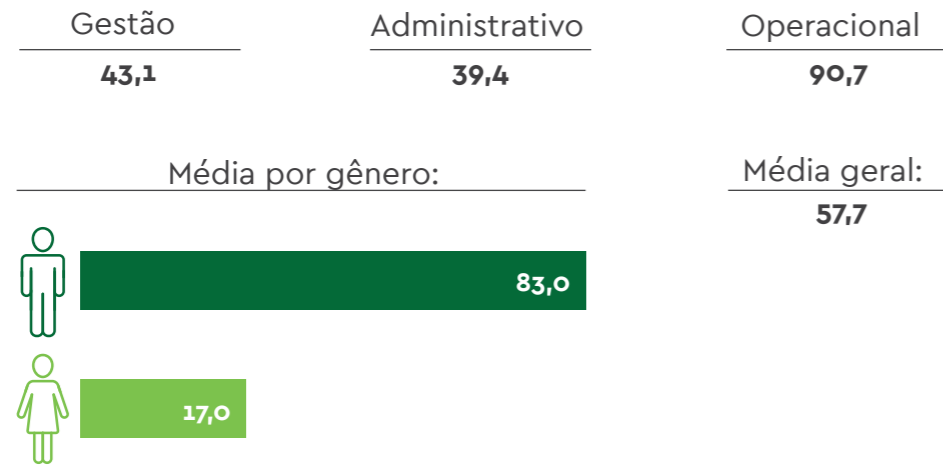 Gestão
Administrativo
Operacional
43,1
39,4
90,7
Média por gênero:
Média geral:
57,7
83,0
17,0